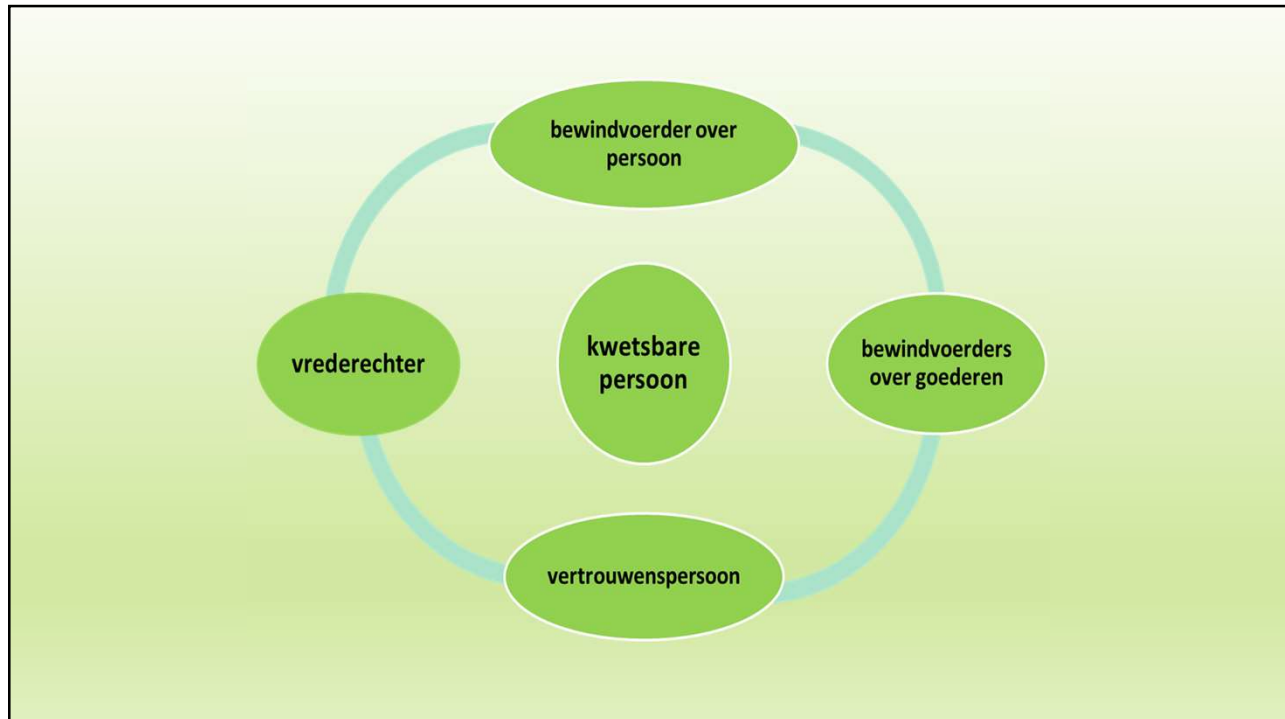 bewindvoerder over
persoon
vrederechter
kwetsbare
persoon
bewindvoerders
over goederen
vertrouwenspersoon